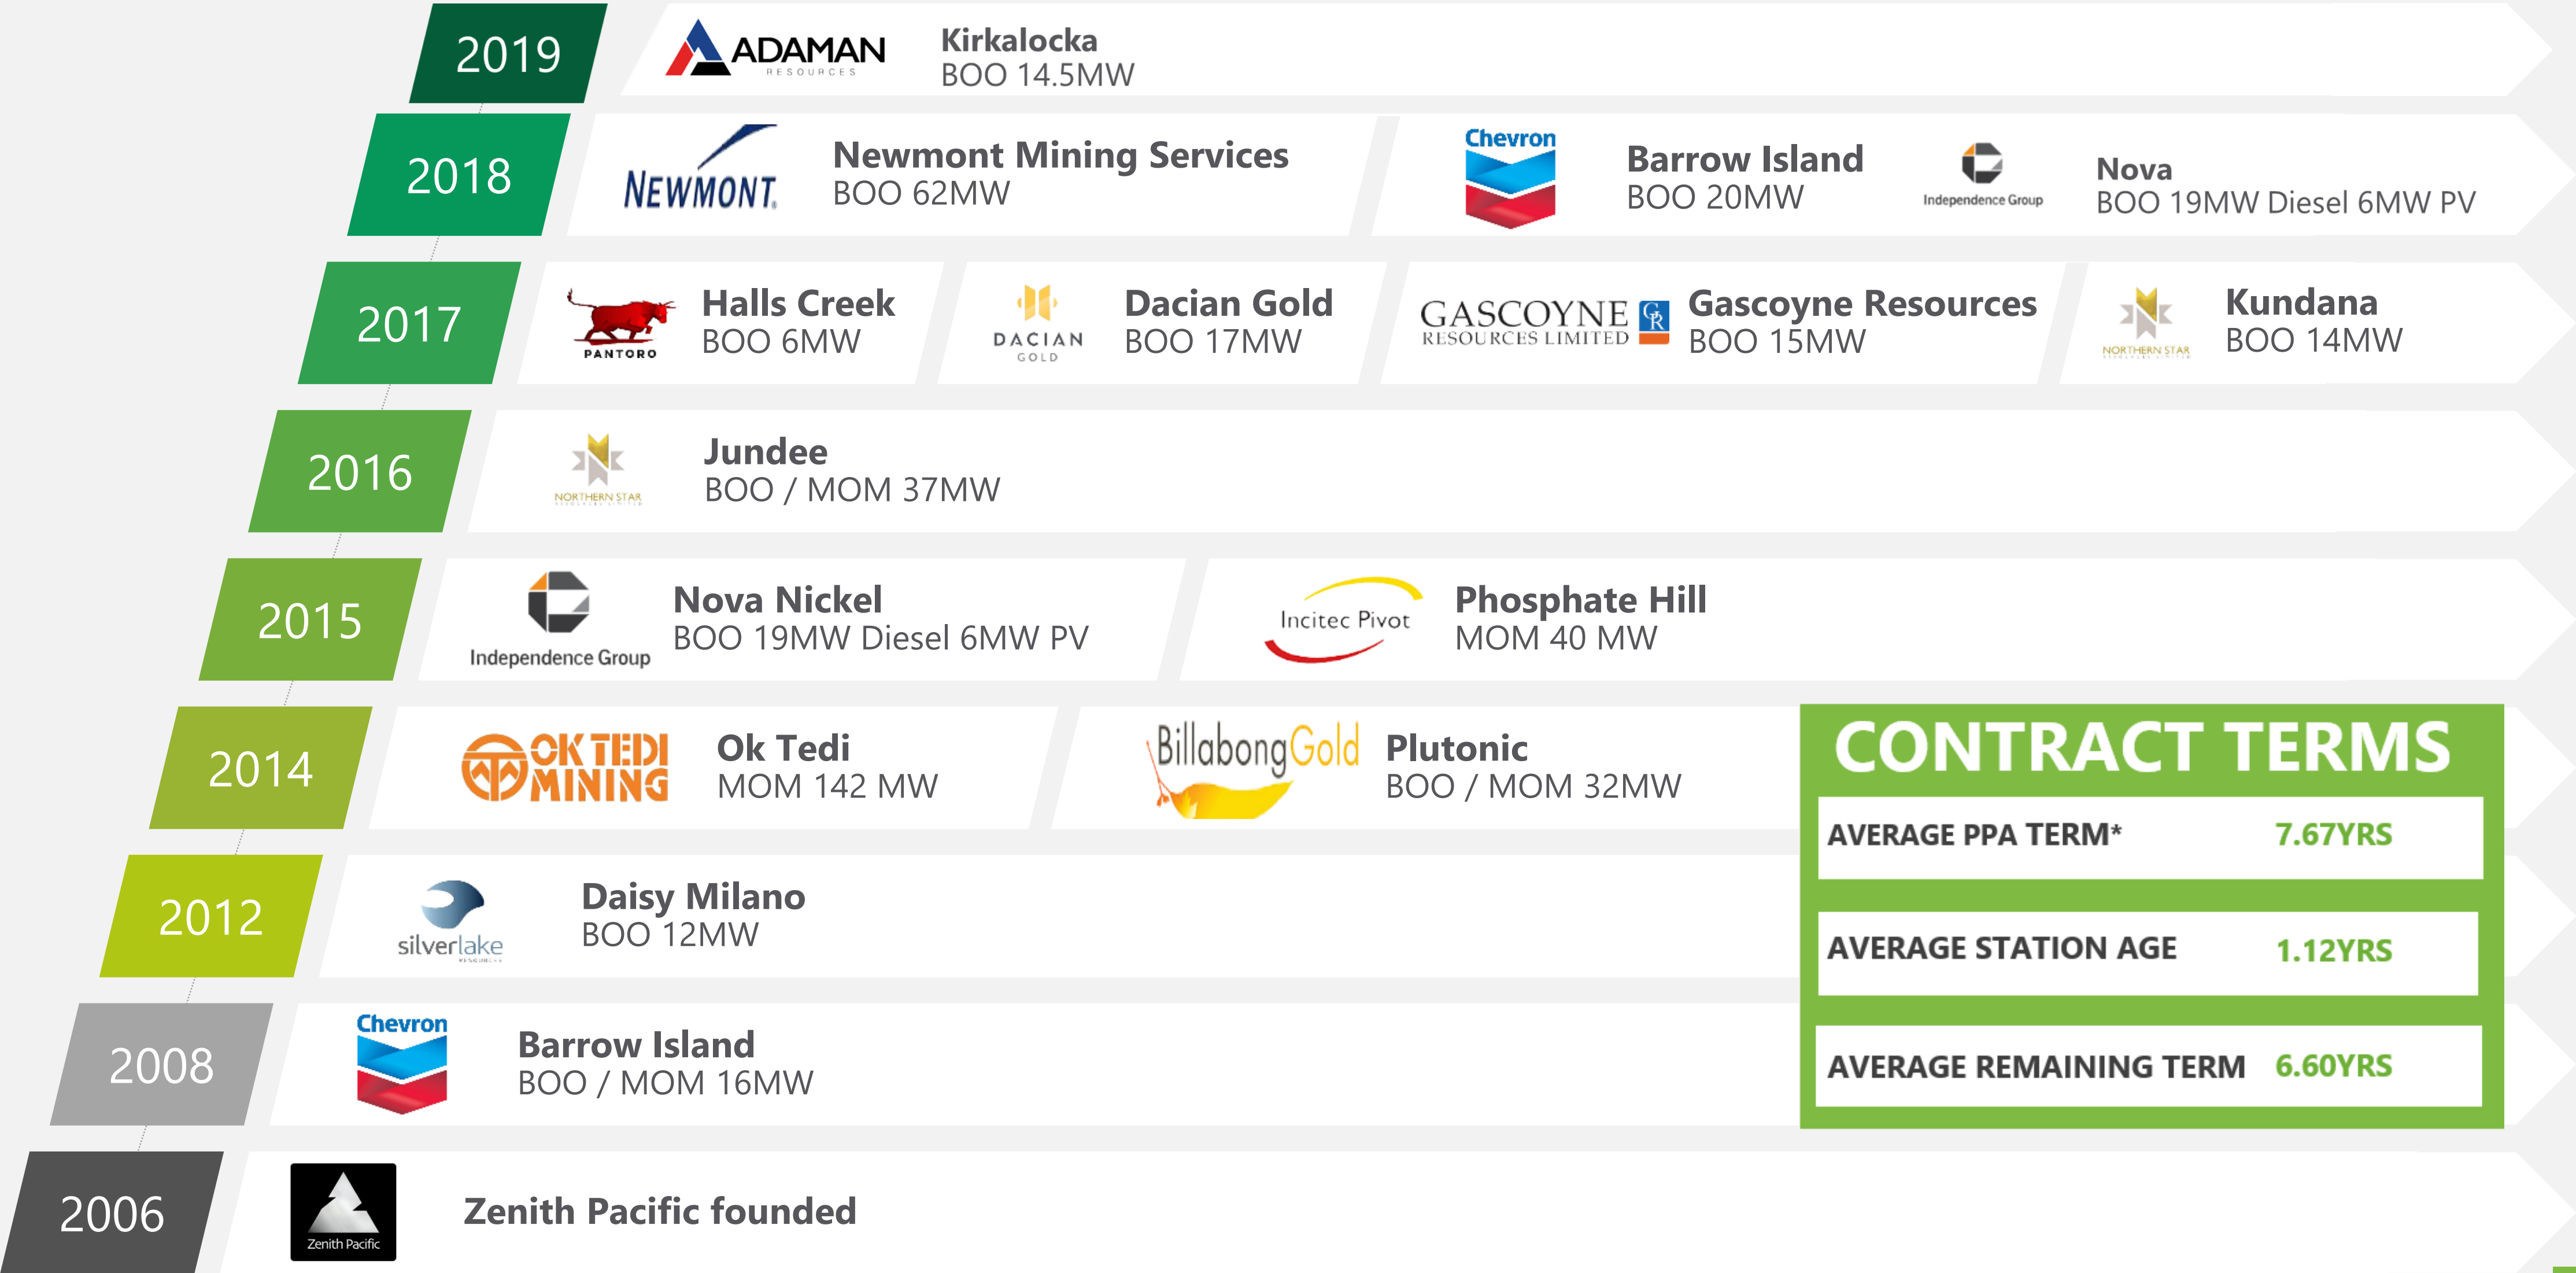 2019
ADAMAN
RESOURCES
Kirkalocka
BOO 14.5MW
2018
NEWMONT
Newmont Mining Services
BOO 62MW
Chevron
Barrow Island
BOO 20MW
Independence Group
Nova
BOO 19MW Diesel 6MW PV
2017
PANTORO
Halls Creek
BOO 6MW
DACIAN
GOLD
Dacian Gold
BOO 17MW
GASCOYNE
RESOURCES LIMITED
GR
Gascoyne Resources
BOO 15MW
NORTHERN STAR
RESOURCES LIMITED
Kundana
BOO 14MW
2016
NORTHERN STAR
RESOURCES LIMITED
Jundee
BOO / MOM 37MW
2015
Independence Group
Nova Nickel
BOO 19MW Diesel 6MW PV
Incitec Pivot
Phosphate Hill
MOM 40 MW
2014
OK TEDI
MINING
Ok Tedi
MOM 142 MW
BillabongGold
Plutonic
BOO / MOM 32MW
2012
silverlake
RESOURCES
Daisy Milano
BOO 12MW
2008
Chevron
Barrow Island
BOO / MOM 16MW
2006
Zenith Pacific
Zenith Pacific founded
CONTRACT TERMS
AVERAGE PPA TERM* 7.67YRS
AVERAGE STATION AGE 1.12YRS
AVERAGE REMAINING TERM 6.60YRS